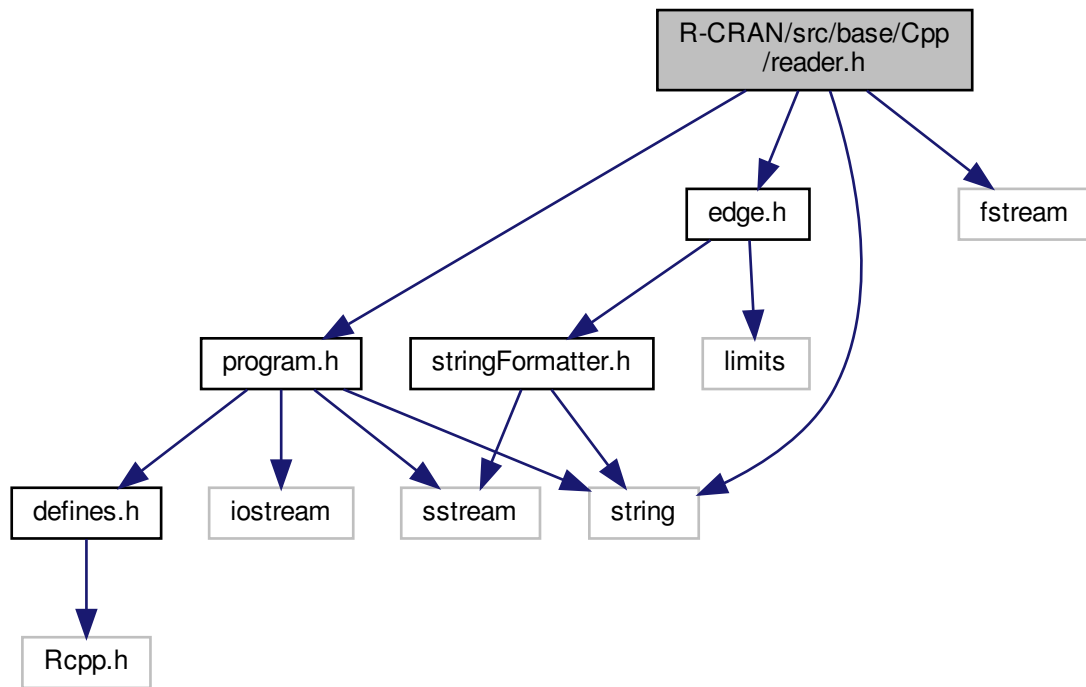 R-CRAN/src/base/Cpp
/reader.h
edge.h
fstream
program.h
stringFormatter.h
limits
defines.h
iostream
sstream
string
Rcpp.h